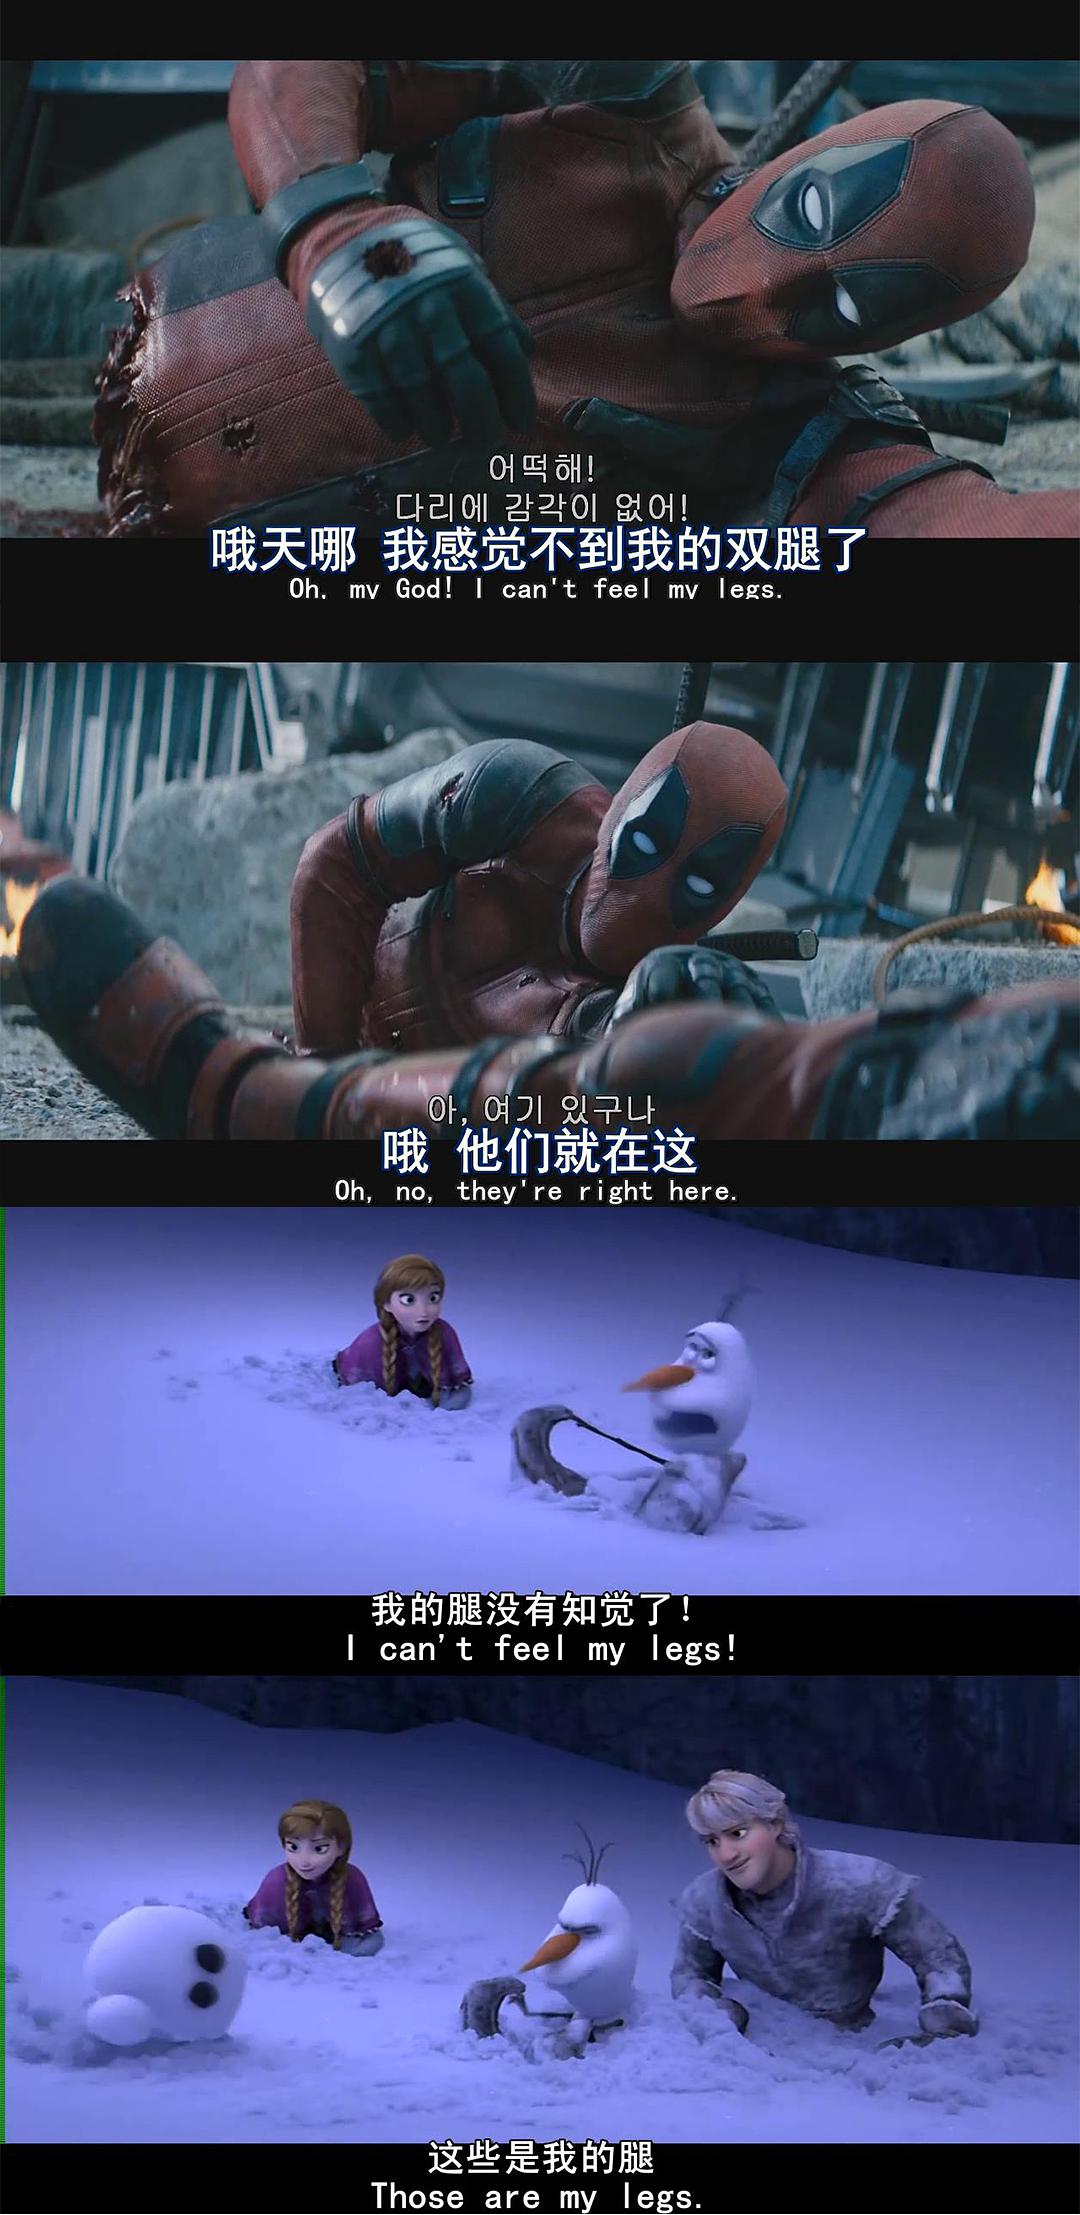 어떡해!
다리에 감각이 없어!
哦天哪 我感觉不到我的双腿了
Oh, my God! I can't feel my legs.
아, 여기 있구나
哦 他们就在这
Oh, no, they're right here.
我的腿没有知觉了!
I can't feel my legs!
这些是我的腿
Those are my legs.